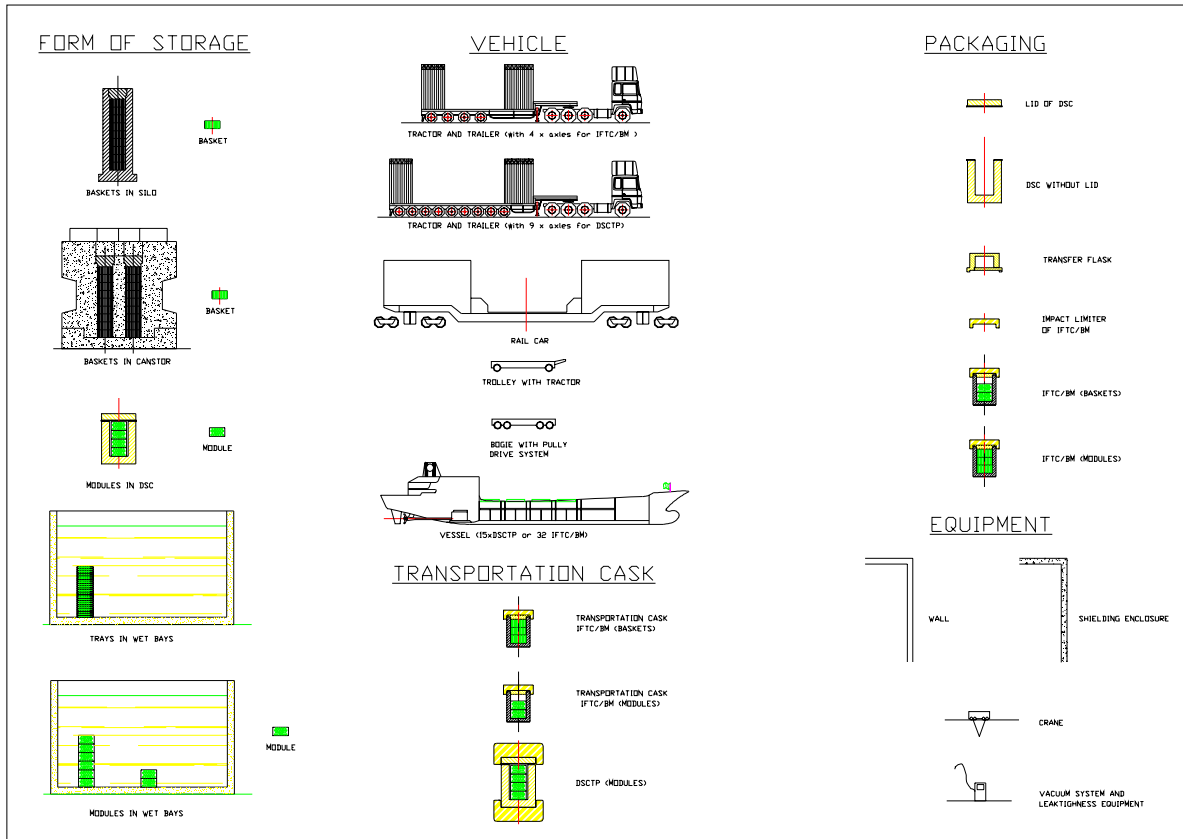 FORM OF STORAGE
BASKET
BASKETS IN SILO
BASKET
BASKETS IN CANSTOR
MODULE
MODULES IN DSC
TRAYS IN WET BAYS
MODULE
MODULES IN WET BAYS
VEHICLE
TRACTOR AND TRAILER (with 4 x axles for IFTC/BM )
TRACTOR AND TRAILER (with 9 x axles for DSCTP)
RAIL CAR
TROLLEY WITH TRACTOR
BOGIE WITH PULLY
DRIVE SYSTEM
VESSEL (15xDSCTP or 32 IFTC/BM)
TRANSPORTATION CASK
TRANSPORTATION CASK
IFTC/BM (BASKETS)
TRANSPORTATION CASK
IFTC/BM (MODULES)
DSCTP (MODULES)
PACKAGING
LID OF DSC
DSC WITHOUT LID
TRANSFER FLASK
IMPACT LIMITER
OF IFTC/BM
IFTC/BM (BASKETS)
IFTC/BM (MODULES)
EQUIPMENT
WALL
SHIELDING ENCLOSURE
CRANE
VACUUM SYSTEM AND
LEAKTIGHNESS EQUIPMENT